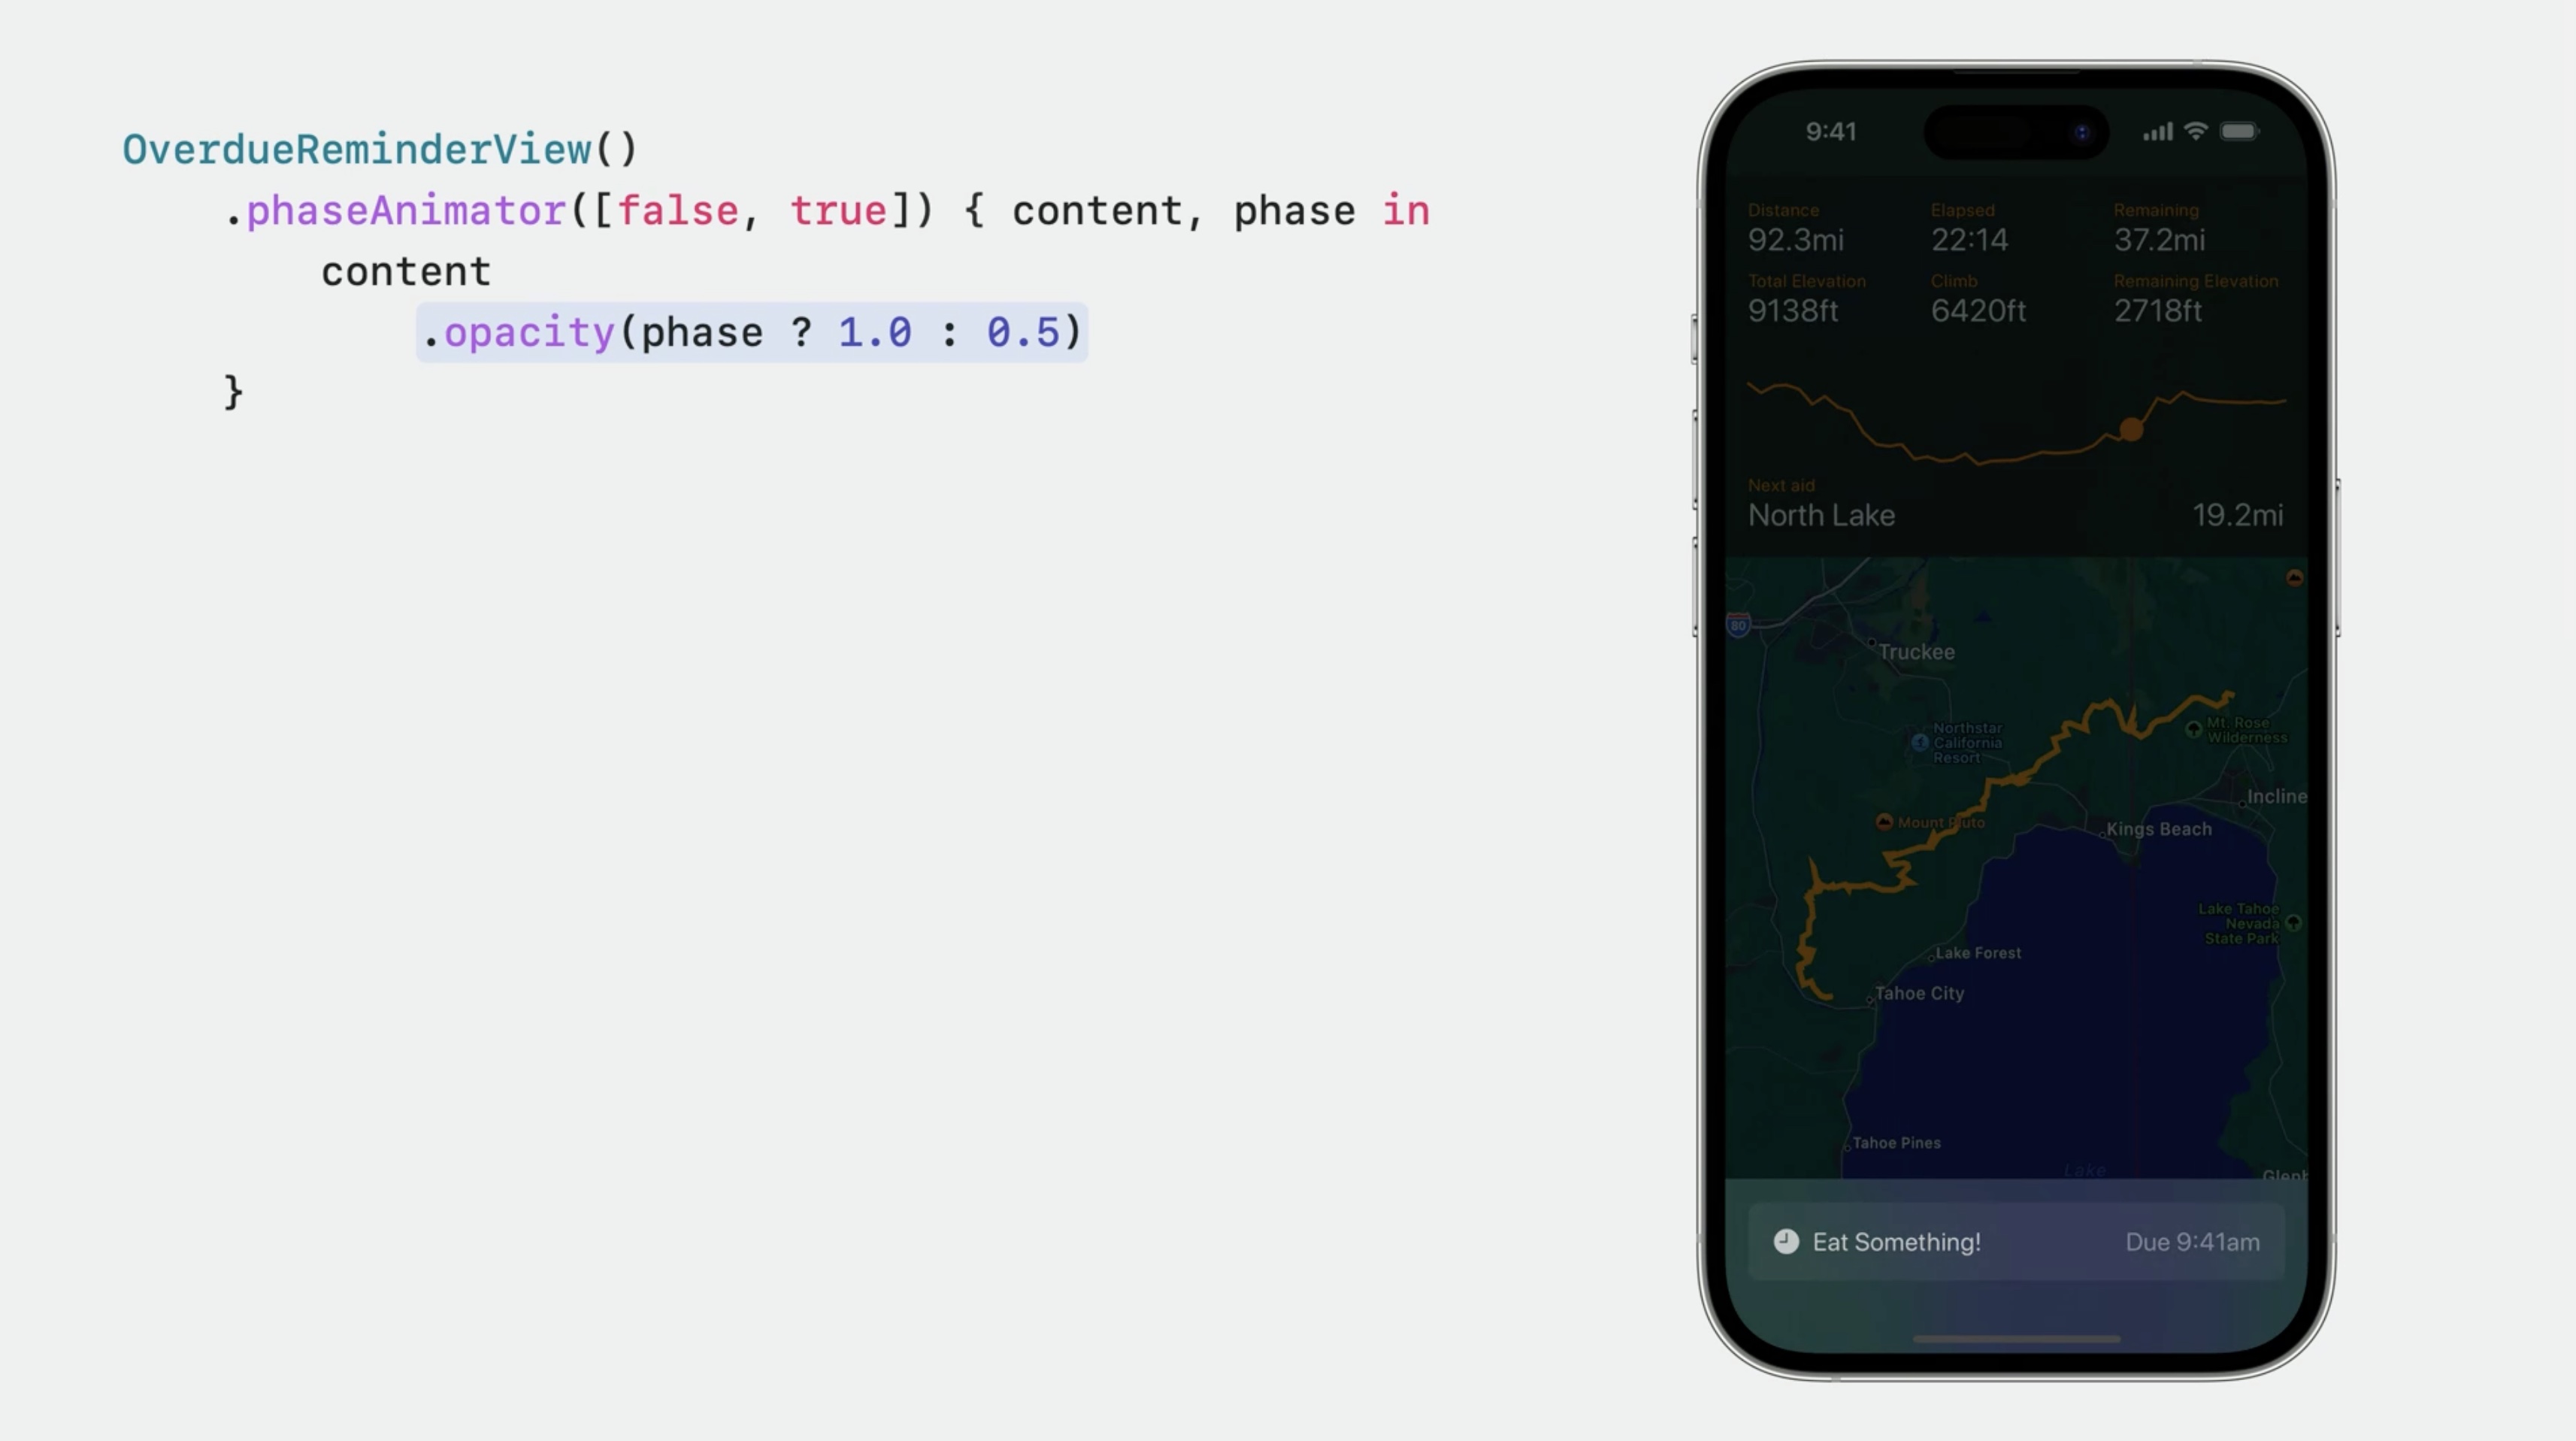 OverdueReminderView()
.phaseAnimator([false, true]) { content, phase in
content
.opacity(phase ? 1.0 : 0.5)
}
9:41
Distance Elapsed Remaining
92.3mi 22:14 37.2mi
Total Elevation Climb Remaining Elevation
9138ft 6420ft 2718ft
Next aid
North Lake 19.2mi
80
Truckee
Northstar
California
Resort
Mt. Rose
Wilderness
Incline
Mount Pluto
Kings Beach
Lake Tahoe
Nevada
State Park
Lake Forest
Tahoe City
Tahoe Pines
Lake
Glenb
Eat Something! Due 9:41am